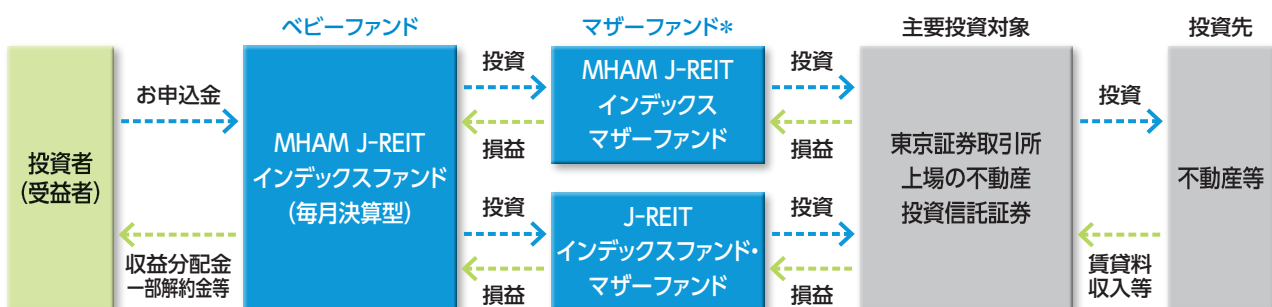 ベビーファンド
マザーファンド*
主要投資対象
投資先
投資者
(受益者)
お申込金
収益分配金
一部解約金等
MHAM J-REIT
インデックスファンド
(毎月決算型)
投資
損益
投資
損益
MHAM J-REIT
インデックス
マザーファンド
J-REIT
インデックスファンド・
マザーファンド
投資
損益
投資
損益
東京証券取引所
上場の不動産
投資信託証券
投資
賃貸料
収入等
不動産等